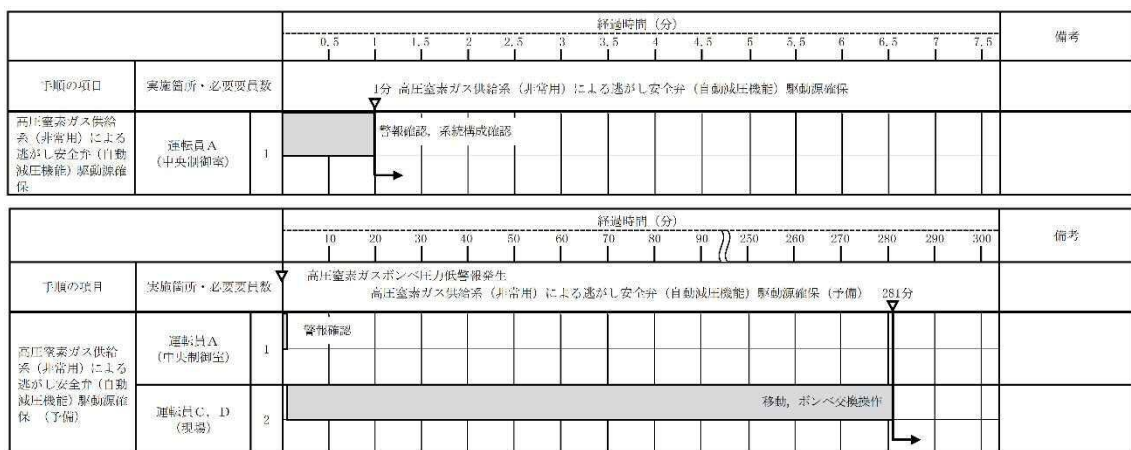 経過時間（分）
備考
0.5 1 1.5 2 2.5 3 3.5 4 4.5 5 5.5 6 6.5 7 7.5
手順の項目
実施箇所・必要要員数
1分 高圧窒素ガス供給系（非常用）による逃がし安全弁（自動減圧機能）駆動源確保
高圧窒素ガス供給
系（非常用）による
逃がし安全弁（自動
減圧機能）駆動源確
保
運転員A
（中央制御室）
1
警報確認，系統構成確認
経過時間（分）
備考
10 20 30 40 50 60 70 80 90 250 260 270 280 290 300
手順の項目
実施箇所・必要要員数
高圧窒素ガスボンベ圧力低警報発生
高圧窒素ガス供給系（非常用）による逃がし安全弁（自動減圧機能）駆動源確保（予備） 281分
高圧窒素ガス供給
系（非常用）による
逃がし安全弁（自動
減圧機能）駆動源確
保 （予備）
運転員A
（中央制御室）
1
警報確認
運転員C，D
（現場）
2
移動，ボンベ交換操作